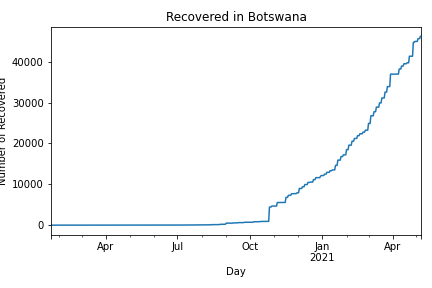 Recovered in Botswana
Number of Recovered
40000
30000
20000
10000
0
Apr
Jul
Oct
Jan
2021
Apr
Day